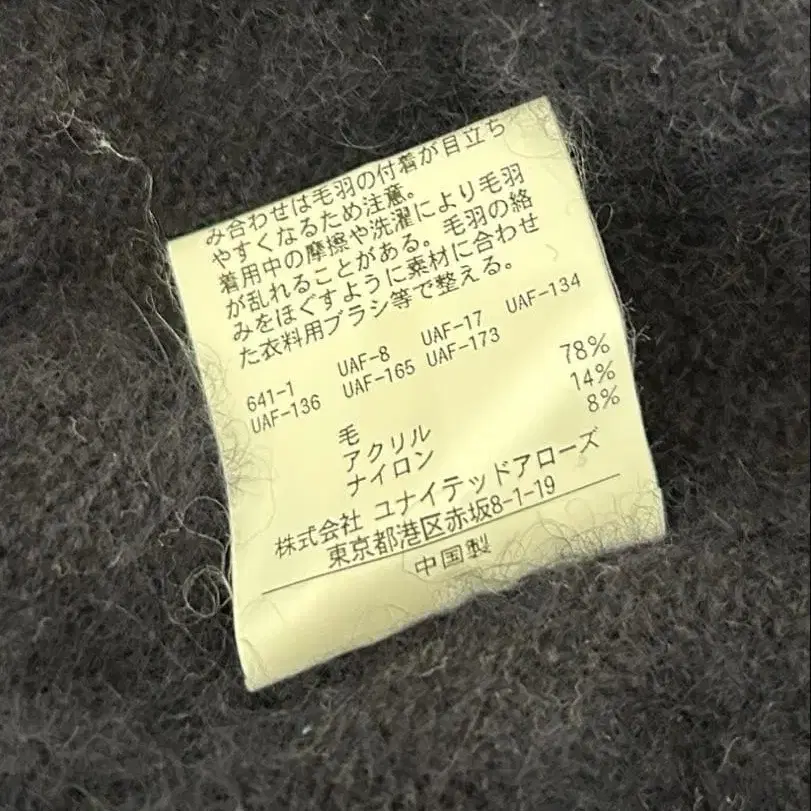 み合わせは毛羽の付着が目立ち
やすくなるため注意。
着用中の摩擦や洗濯により毛羽
が乱れることがある。毛羽の絡
みをほぐすように素材に合わせ
た衣料用ブラシ等で整える。
641-1 UAF-8 UAF-17 UAF-134
UAF-136 UAF-165 UAF-173
毛 78%
アクリル 14%
ナイロン 8%
株式会社 ユナイテッドアローズ
東京都港区赤坂8-1-19
中国製